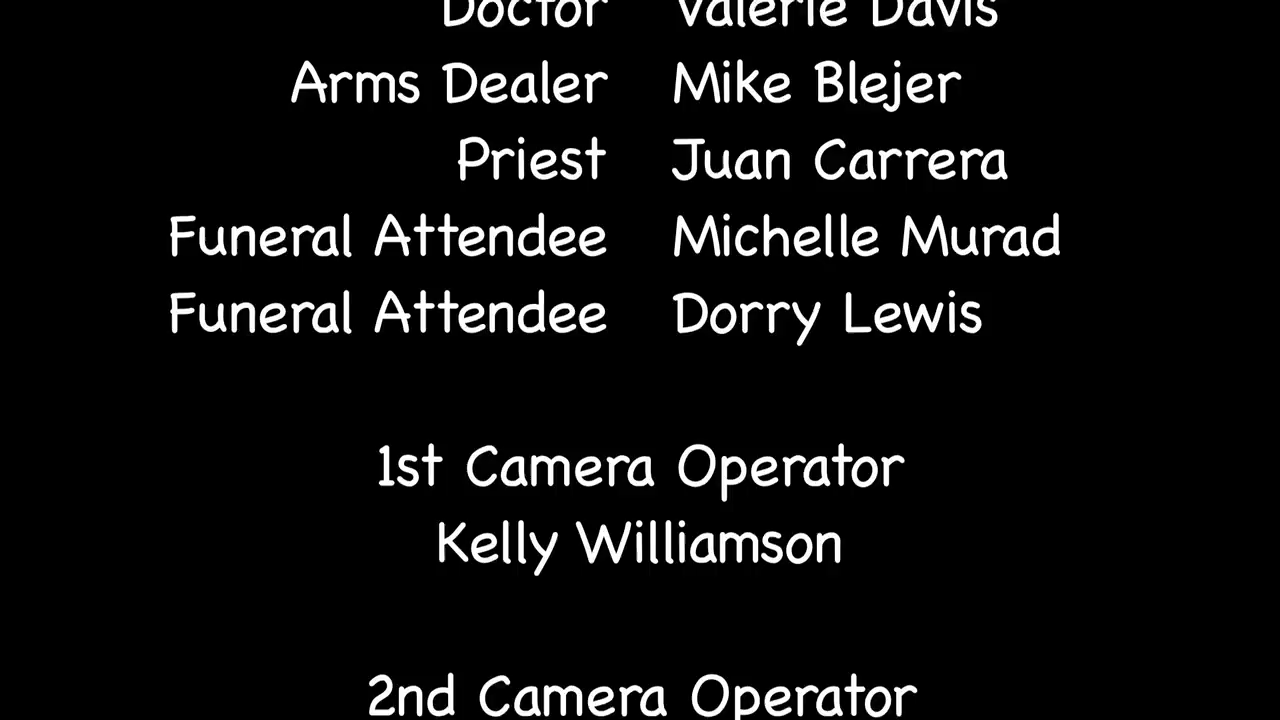 Doctor Valerie Davis
Arms Dealer Mike Blejer
Priest Juan Carrera
Funeral Attendee Michelle Murad
Funeral Attendee Dorry Lewis
1st Camera Operator
Kelly Williamson
2nd Camera Operator